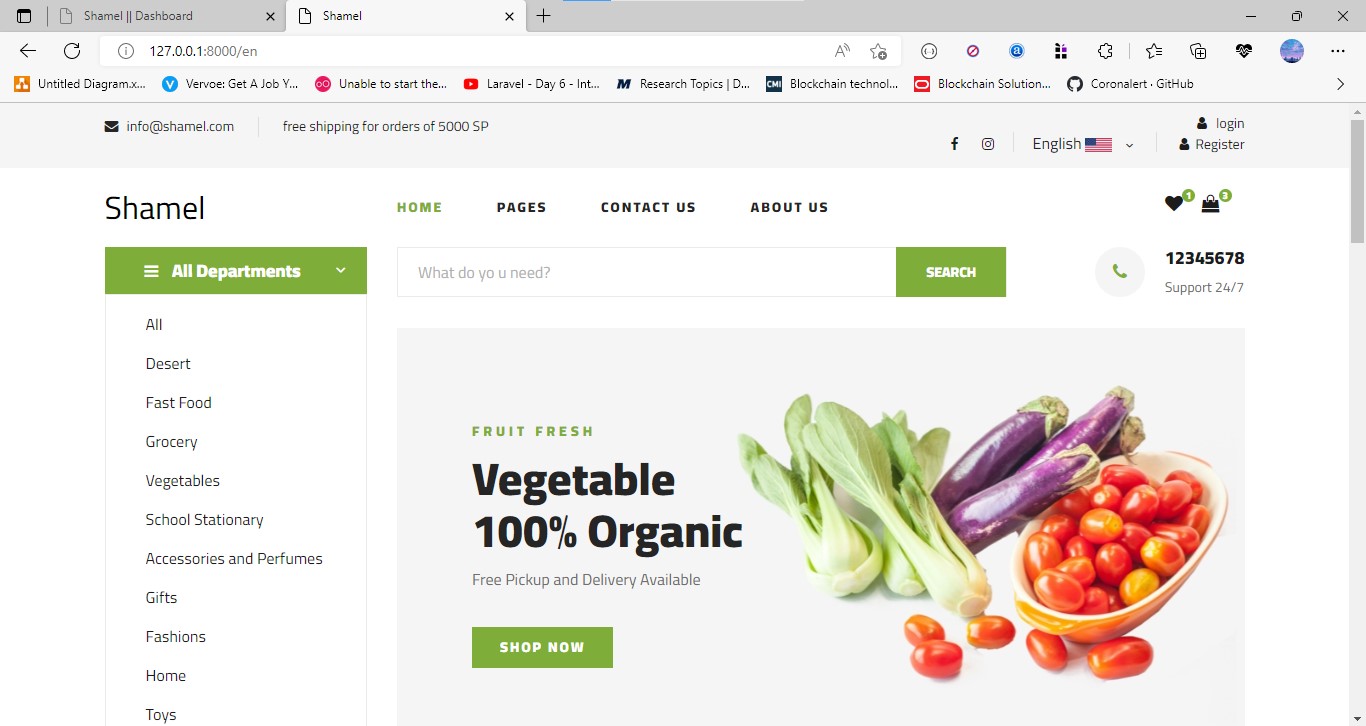 Shamel || Dashboard
Shamel
127.0.0.1:8000/en
Untitled Diagram.x... Vervoe: Get A Job Y... Unable to start the... Laravel - Day 6 - Int... Research Topics | D... CMI Blockchain technol... Blockchain Solution... Coronalert · GitHub
info@shamel.com free shipping for orders of 5000 SP
login
English
Register
Shamel HOME PAGES CONTACT US ABOUT US 1 3
All Departments What do yo u need? SEARCH
12345678
Support 24/7
All
Desert
Fast Food
Grocery
Vegetables
School Stationary
Accessories and Perfumes
Gifts
Fashions
Home
Toys
FRUIT FRESH
Vegetable
100% Organic
Free Pickup and Delivery Available
SHOP NOW